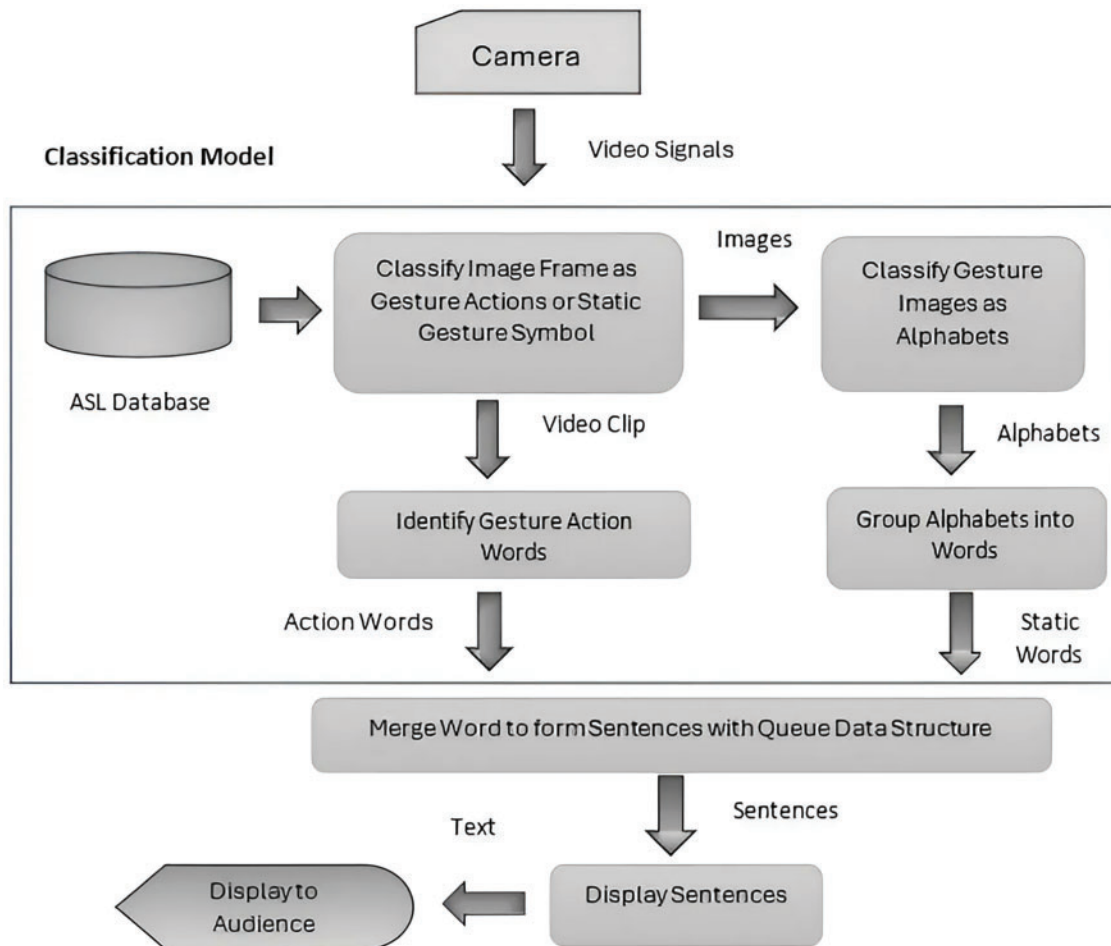 Camera
Video Signals
Classification Model
Images
Classify Image Frame as
Gesture Actions or Static
Gesture Symbol
Classify Gesture
Images as
Alphabets
ASL Database
Video Clip
Alphabets
Identify Gesture Action
Words
Group Alphabets into
Words
Action Words
Static
Words
Merge Word to form Sentences with Queue Data Structure
Sentences
Text
Display Sentences
Display to
Audience